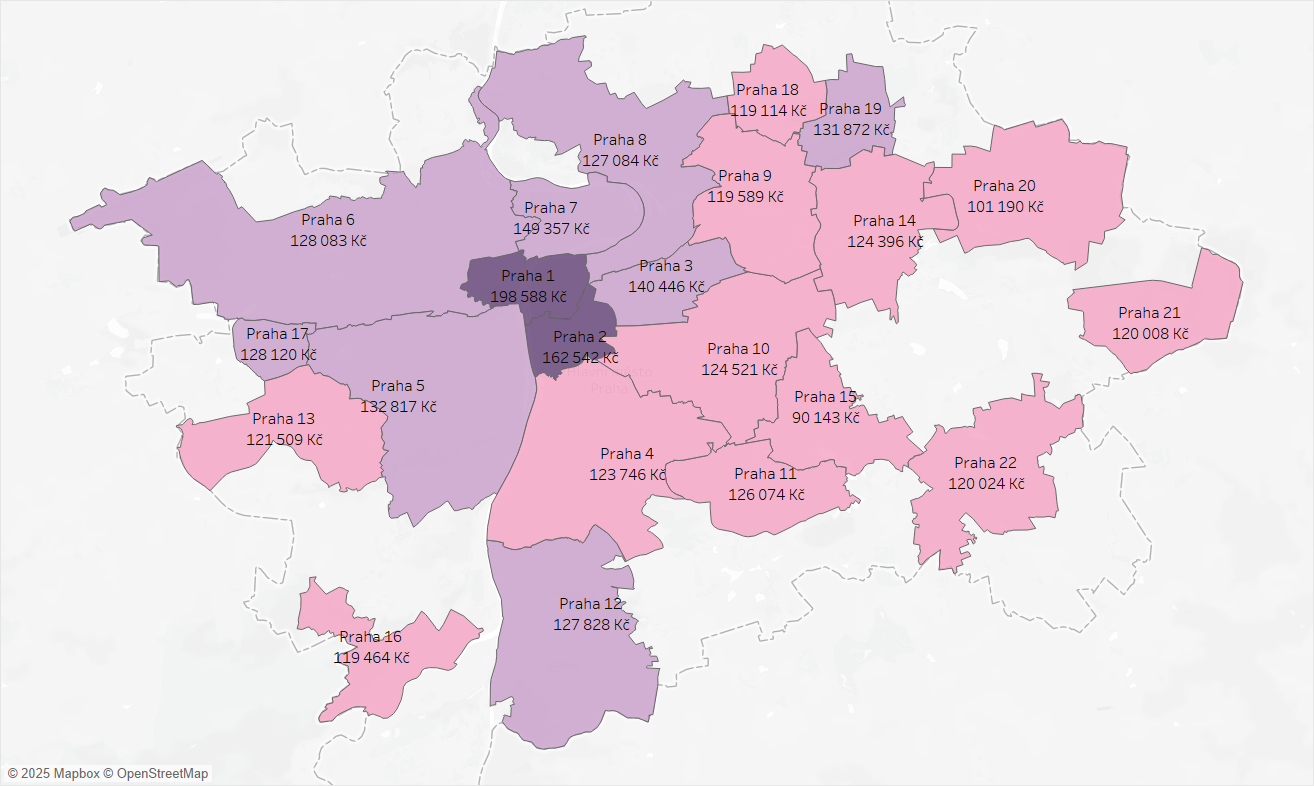 Praha 18
119 114 Kč
Praha 19
131 872 Kč
Praha 8
127 084 Kč
Praha 9
119 589 Kč
Praha 20
101 190 Kč
Praha 6
128 083 Kč
Praha 7
149 357 Kč
Praha 14
124 396 Kč
Praha 3
140 446 Kč
Praha 1
198 588 Kč
Praha 21
120 008 Kč
Praha 17
128 120 Kč
Praha 2
162 542 Kč
Praha 10
124 521 Kč
Praha 5
132 817 Kč
Praha 15
90 143 Kč
Praha 13
121 509 Kč
Praha 4
123 746 Kč
Praha 22
120 024 Kč
Praha 11
126 074 Kč
Praha 12
127 828 Kč
Praha 16
119 464 Kč
© 2025 Mapbox © OpenStreetMap